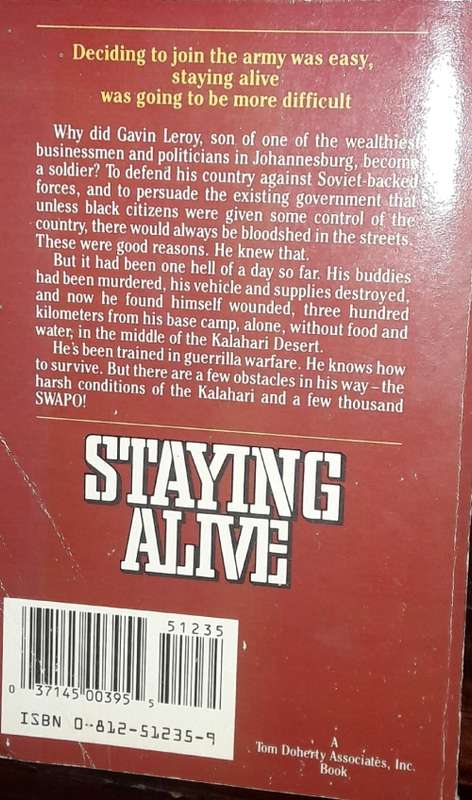 Deciding to join the army was easy,
staying alive
was going to be more difficult
Why did Gavin Leroy, son of one of the wealthiest
businessmen and politicians in Johannesburg, become
a soldier? To defend his country against Soviet-backed
forces, and to persuade the existing government that
unless black citizens were given some control of the
country, there would always be bloodshed in the streets.
These were good reasons. He knew that.
But it had been one hell of a day so far. His buddies
had been murdered, his vehicle and supplies destroyed,
and now he found himself wounded, three hundred
kilometers from his base camp, alone, without food and
water, in the middle of the Kalahari Desert.
He's been trained in guerrilla warfare. He knows how
to survive. But there are a few obstacles in his way – the
harsh conditions of the Kalahari and a few thousand
SWAPO!
STAYING
ALIVE
51235
0 37145 00395 5
ISBN 0-812-51235-9
A
Tom Doherty Associates, Inc.
Book